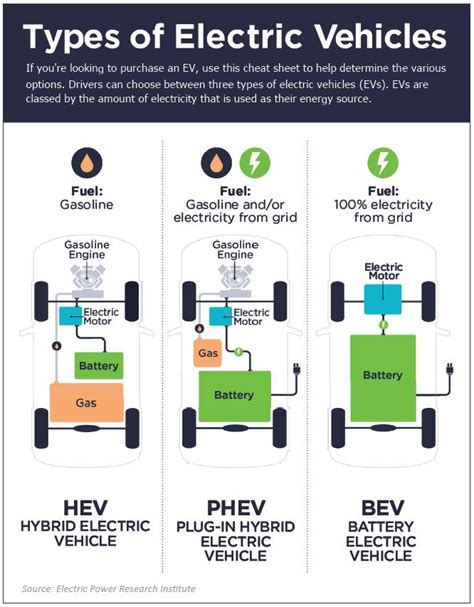 Types of Electric Vehicles
If you're looking to purchase an EV, use this cheat sheet to help determine the various
options. Drivers can choose between three types of electric vehicles (EVs). EVs are
classed by the amount of electricity that is used as their energy source.
Fuel:
Gasoline
Gasoline
Engine
Electric
Motor
Battery
Gas
HEV
HYBRID ELECTRIC
VEHICLE
Fuel:
Gasoline and/or
electricity from grid
Gasoline
Engine
Electric
Motor
Gas
Battery
PHEV
PLUG-IN HYBRID
ELECTRIC
VEHICLE
Fuel:
100% electricity
from grid
Electric
Motor
Battery
BEV
BATTERY
ELECTRIC
VEHICLE
Source: Electric Power Research Institute